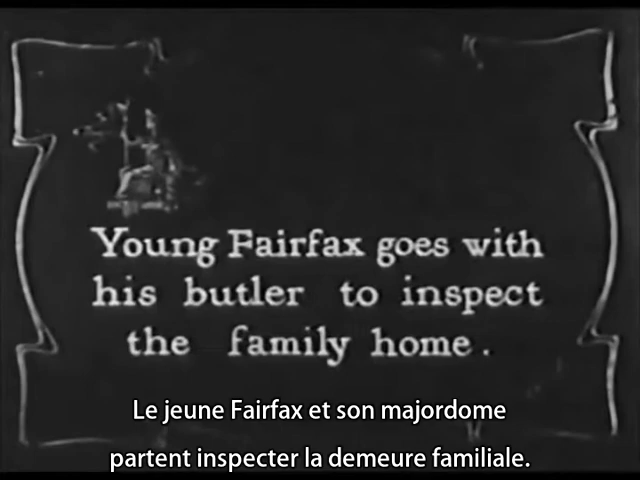 Young Fairfax goes with
his butler to inspect
the family home.
Le jeune Fairfax et son majordome
partent inspecter la demeure familiale.